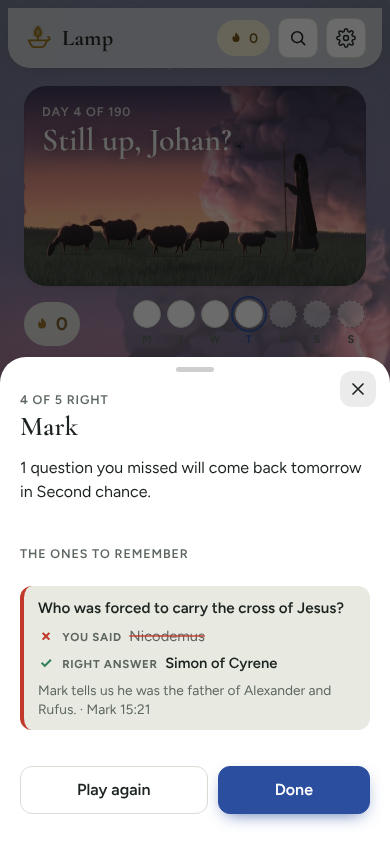 Lamp
0
DAY 4 OF 190
Still up, Johan?
0
M T W T F S S
4 OF 5 RIGHT
Mark
1 question you missed will come back tomorrow
in Second chance.
THE ONES TO REMEMBER
Who was forced to carry the cross of Jesus?
YOU SAID Nicodemus
RIGHT ANSWER Simon of Cyrene
Mark tells us he was the father of Alexander and
Rufus. · Mark 15:21
Play again
Done